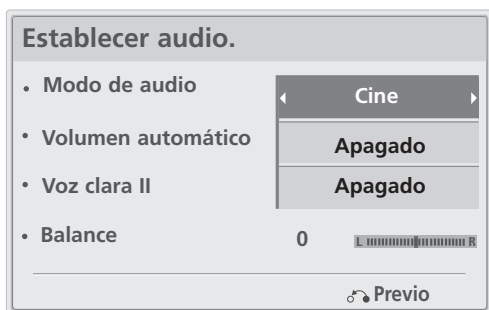 Establecer audio.
• Modo de audio Cine
• Volumen automático Apagado
• Voz clara II Apagado
• Balance 0 L R
Previo